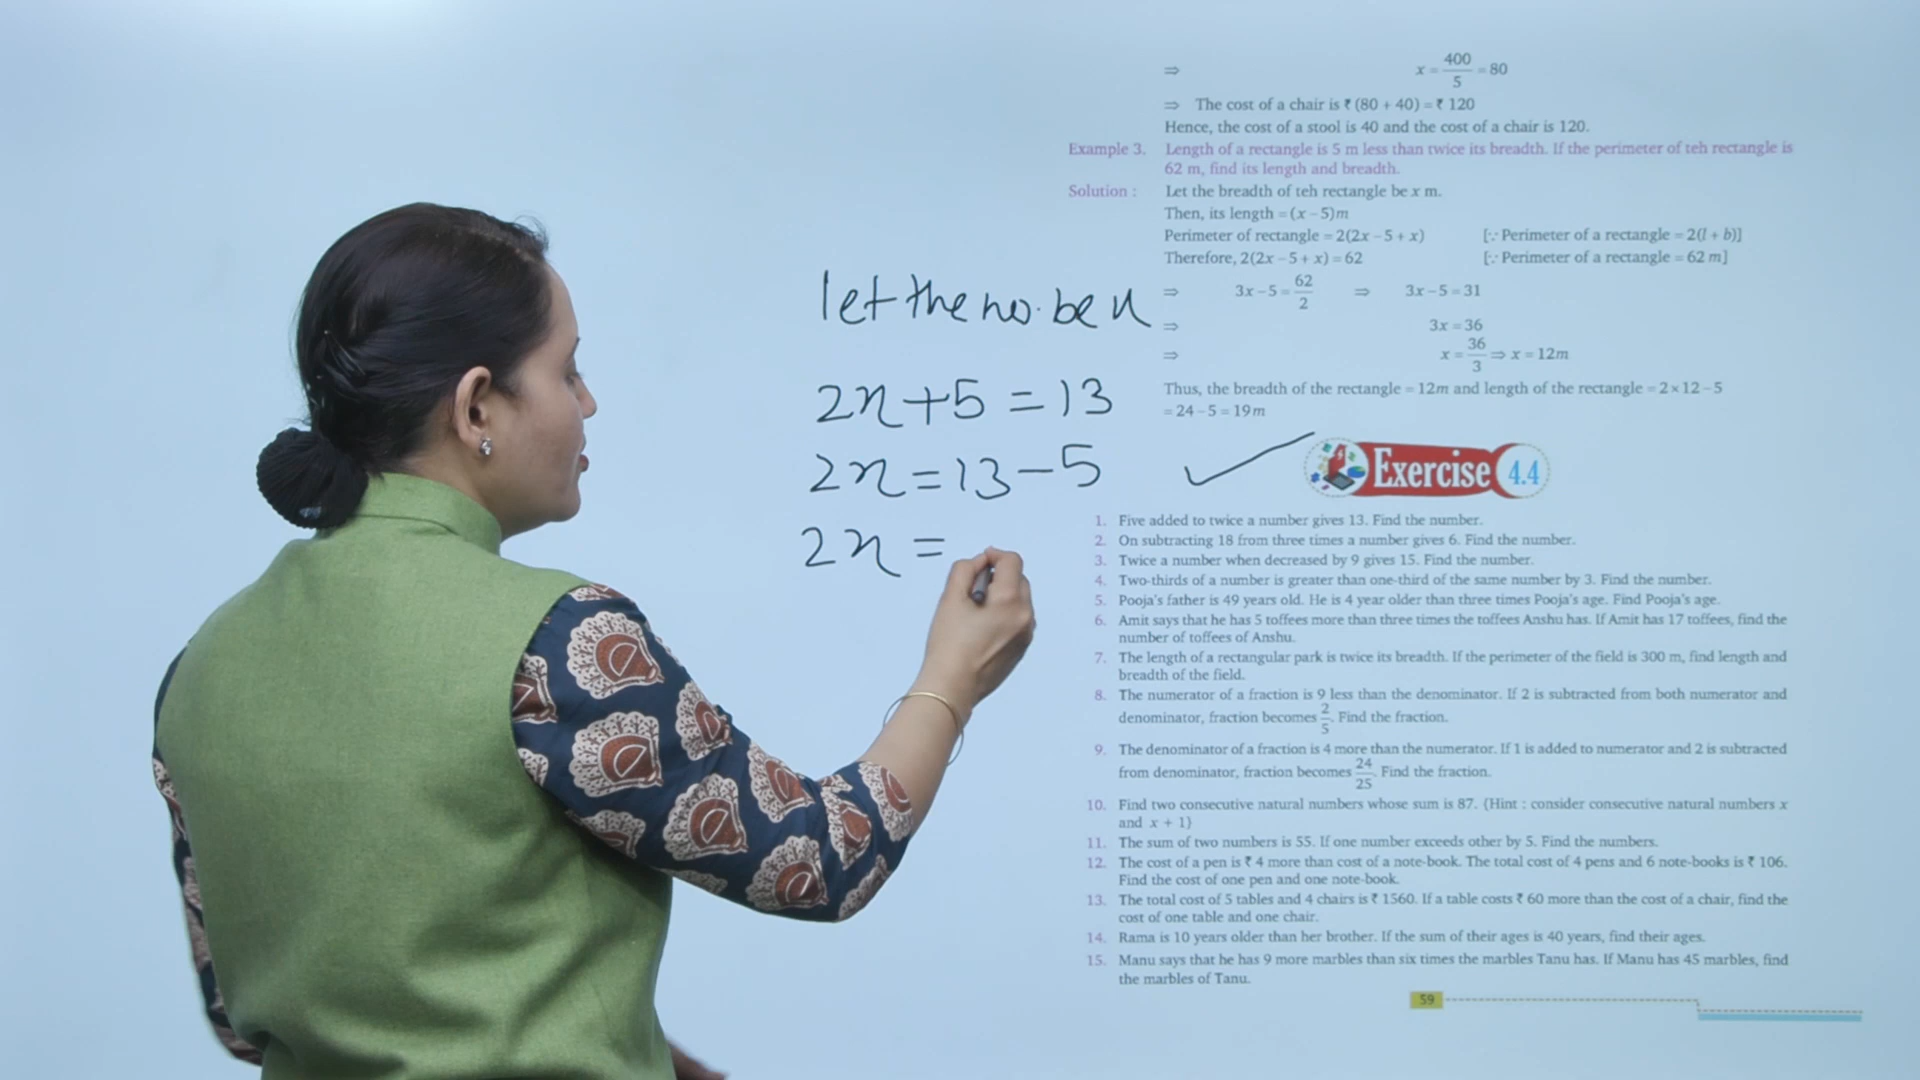 ⇒ x = 400/5 = 80
⇒ The cost of a chair is ₹ (80 + 40) = ₹ 120
Hence, the cost of a stool is 40 and the cost of a chair is 120.
Example 3. Length of a rectangle is 5 m less than twice its breadth. If the perimeter of teh rectangle is
62 m, find its length and breadth.
Solution : Let the breadth of teh rectangle be x m.
Then, its length = (x – 5)m
Perimeter of rectangle = 2(2x – 5 + x) [∵ Perimeter of a rectangle = 2(l + b)]
Therefore, 2(2x – 5 + x) = 62 [∵ Perimeter of a rectangle = 62 m]
⇒ 3x – 5 = 62/2 ⇒ 3x – 5 = 31
⇒ 3x = 36
⇒ x = 36/3 ⇒ x = 12m
Thus, the breadth of the rectangle = 12m and length of the rectangle = 2 × 12 – 5
= 24 – 5 = 19m
let the no. be x
2x + 5 = 13
2x = 13 – 5
2x =
Exercise 4.4
1. Five added to twice a number gives 13. Find the number.
2. On subtracting 18 from three times a number gives 6. Find the number.
3. Twice a number when decreased by 9 gives 15. Find the number.
4. Two-thirds of a number is greater than one-third of the same number by 3. Find the number.
5. Pooja's father is 49 years old. He is 4 year older than three times Pooja's age. Find Pooja's age.
6. Amit says that he has 5 toffees more than three times the toffees Anshu has. If Amit has 17 toffees, find the
number of toffees of Anshu.
7. The length of a rectangular park is twice its breadth. If the perimeter of the field is 300 m, find length and
breadth of the field.
8. The numerator of a fraction is 9 less than the denominator. If 2 is subtracted from both numerator and
denominator, fraction becomes 2/5. Find the fraction.
9. The denominator of a fraction is 4 more than the numerator. If 1 is added to numerator and 2 is subtracted
from denominator, fraction becomes 24/25. Find the fraction.
10. Find two consecutive natural numbers whose sum is 87. {Hint : consider consecutive natural numbers x
and x + 1}
11. The sum of two numbers is 55. If one number exceeds other by 5. Find the numbers.
12. The cost of a pen is ₹ 4 more than cost of a note-book. The total cost of 4 pens and 6 note-books is ₹ 106.
Find the cost of one pen and one note-book.
13. The total cost of 5 tables and 4 chairs is ₹ 1560. If a table costs ₹ 60 more than the cost of a chair, find the
cost of one table and one chair.
14. Rama is 10 years older than her brother. If the sum of their ages is 40 years, find their ages.
15. Manu says that he has 9 more marbles than six times the marbles Tanu has. If Manu has 45 marbles, find
the marbles of Tanu.
59